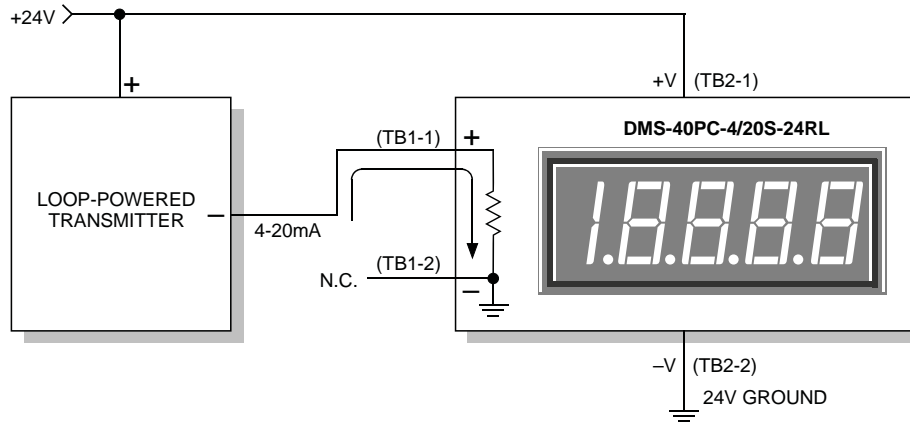 +24V
+
+V (TB2-1)
DMS-40PC-4/20S-24RL
(TB1-1) +
LOOP-POWERED
TRANSMITTER –
4-20mA
1.8.8.8.8
(TB1-2)
N.C. –
–V (TB2-2)
24V GROUND